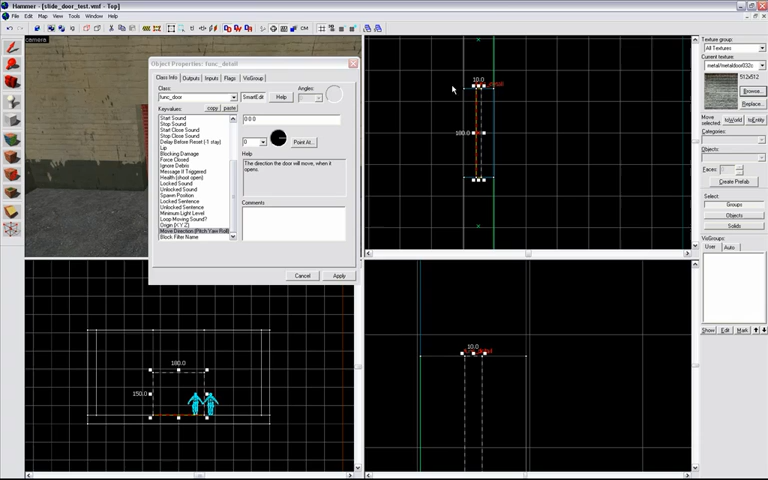 Hammer - [slide_door_test.vmf - Top]
File Edit Map View Tools Window Help
camera
Object Properties: func_detail
Class Info Outputs Inputs Flags VisGroup
Class:
func_door
SmartEdit
Help
Angles:
Keyvalues:
copy
paste
0 0 0
Start Sound
Stop Sound
Start Close Sound
Stop Close Sound
Delay Before Reset (-1 stay)
Lip
Blocking Damage
Force Closed
Ignore Debris
Message If Triggered
Health (shoot open)
Locked Sound
Unlocked Sound
Spawn Position
Locked Sentence
Unlocked Sentence
Minimum Light Level
Loop Moving Sound?
Origin (X Y Z)
Move Direction (Pitch Yaw Roll)
Block Filter Name
0
Point At...
Help
The direction the door will move, when it
opens.
Comments
Cancel
Apply
10.0
100.0
180.0
150.0
10.0
Texture group:
All Textures
Current texture:
metal/metaldoor032c
512x512
Browse...
Replace...
Move
selected:
toWorld
toEntity
Categories:
Objects:
Faces:
Create Prefab
Select:
Groups
Objects
Solids
VisGroups:
User
Auto
Show
Edit
Mark